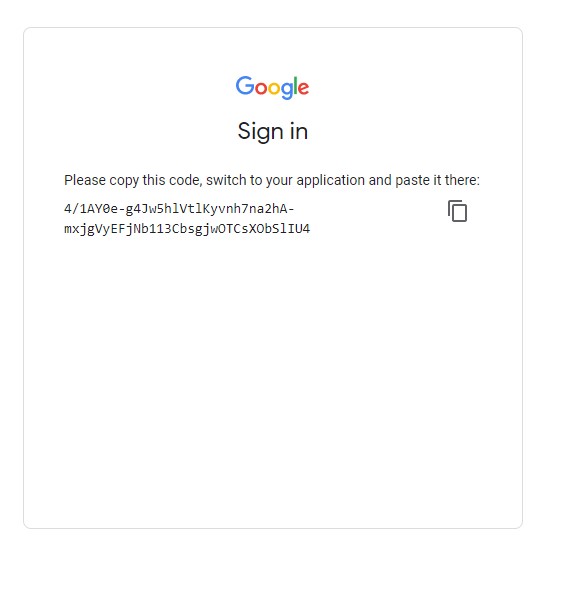 Google
Sign in
Please copy this code, switch to your application and paste it there:
4/1AY0e-g4Jw5hlVtlKyvnh7na2hA-
mxjgVyEFjNb113CbsgjwOTCsXObSlIU4